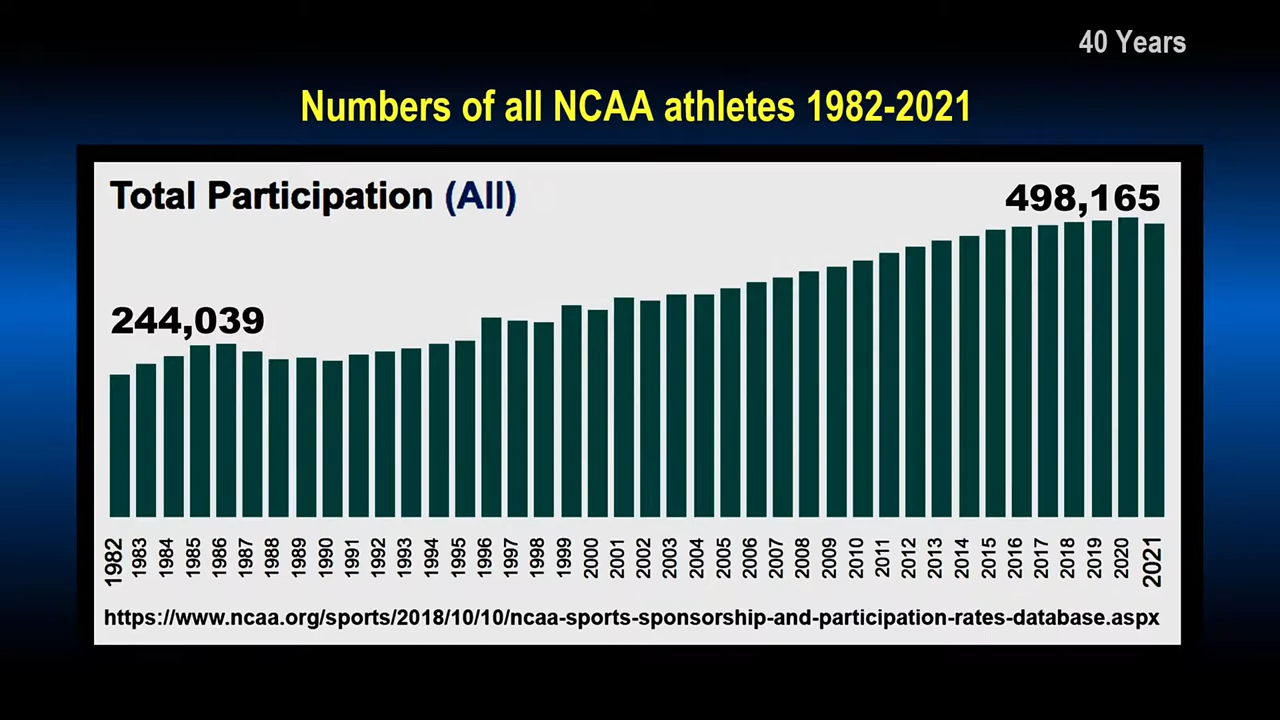 40 Years
Numbers of all NCAA athletes 1982-2021
Total Participation (All)
498,165
244,039
1982 1983 1984 1985 1986 1987 1988 1989 1990 1991 1992 1993 1994 1995 1996 1997 1998 1999 2000 2001 2002 2003 2004 2005 2006 2007 2008 2009 2010 2011 2012 2013 2014 2015 2016 2017 2018 2019 2020 2021
https://www.ncaa.org/sports/2018/10/10/ncaa-sports-sponsorship-and-participation-rates-database.aspx